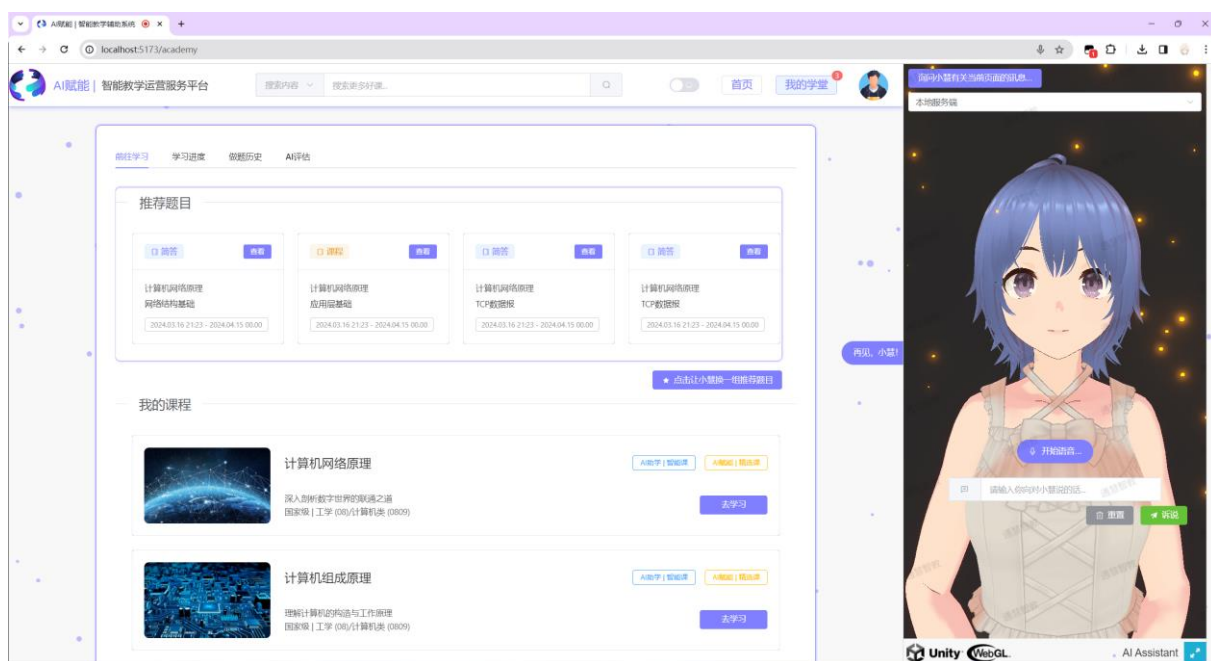 AI赋能 | 智能教学辅助系统
localhost:5173/academy
AI赋能 | 智能教学运营服务平台
搜索内容
搜索更多好课...
首页
我的学堂
前往学习 学习进度 做题历史 AI评估
推荐题目
简答 查看
计算机网络原理
网络结构基础
2024.03.16 21:23 - 2024.04.15 00:00
课程 查看
计算机网络原理
应用层基础
2024.03.16 21:23 - 2024.04.15 00:00
简答 查看
计算机网络原理
TCP数据报
2024.03.16 21:23 - 2024.04.15 00:00
简答 查看
计算机网络原理
TCP数据报
2024.03.16 21:23 - 2024.04.15 00:00
点击让小慧换一组推荐题目
我的课程
计算机网络原理
AI助学 | 智能课 AI赋能 | 精选课
深入剖析数字世界的联通之道
国家级 | 工学 (08)/计算机类 (0809)
去学习
计算机组成原理
AI助学 | 智能课 AI赋能 | 精选课
理解计算机的构造与工作原理
国家级 | 工学 (08)/计算机类 (0809)
去学习
询问小慧有关当前页面的讯息...
本地服务端
再见, 小慧!
开始语音...
请输入你向对小慧说的话...
重置
诉说
Unity WebGL
AI Assistant